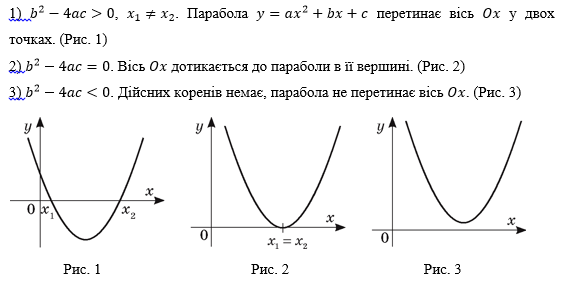 1) b² − 4ac > 0, x₁ ≠ x₂. Парабола y = ax² + bx + c перетинає вісь Ox у двох
точках. (Рис. 1)
2) b² − 4ac = 0. Вісь Ox дотикається до параболи в її вершині. (Рис. 2)
3) b² − 4ac < 0. Дійсних коренів немає, парабола не перетинає вісь Ox. (Рис. 3)
y y y
x x x
0 x₁ x₂ 0 x₁ = x₂ 0
Рис. 1 Рис. 2 Рис. 3